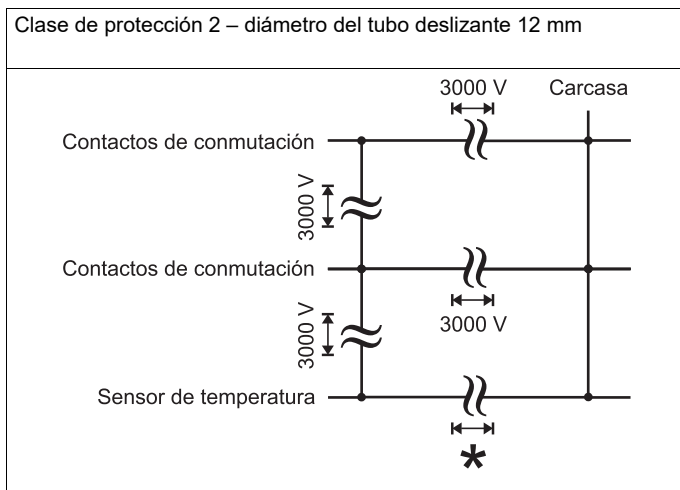 Clase de protección 2 – diámetro del tubo deslizante 12 mm
3000 V
Carcasa
Contactos de conmutación
3000 V
Contactos de conmutación
3000 V
3000 V
Sensor de temperatura
*